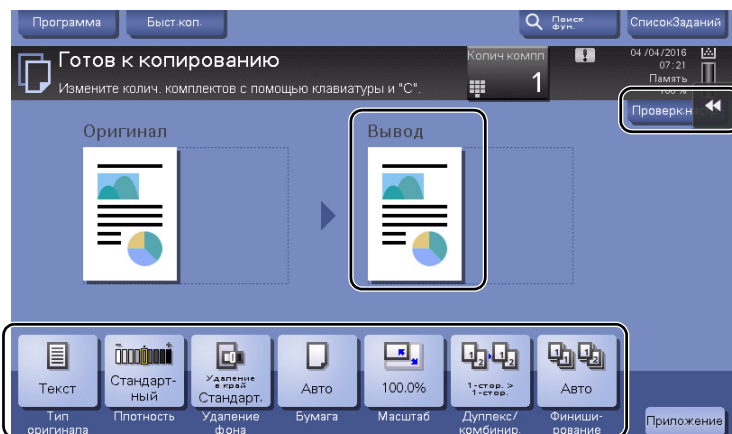 Программа
Быст.коп.
Поиск
фун.
СписокЗаданий
Готов к копированию
Измените колич. комплектов с помощью клавиатуры и "С".
Колич компл
1
04 /04/2016
07:21
Память
100 %
Проверк.н
Оригинал
Вывод
Текст
Стандарт-
ный
Удаление
в край
Стандарт.
Авто
100.0%
1-стор. >
1-стор.
Авто
Тип
оригинала
Плотность
Удаление
фона
Бумага
Масштаб
Дуплекс/
комбинир.
Финиши-
рование
Приложение